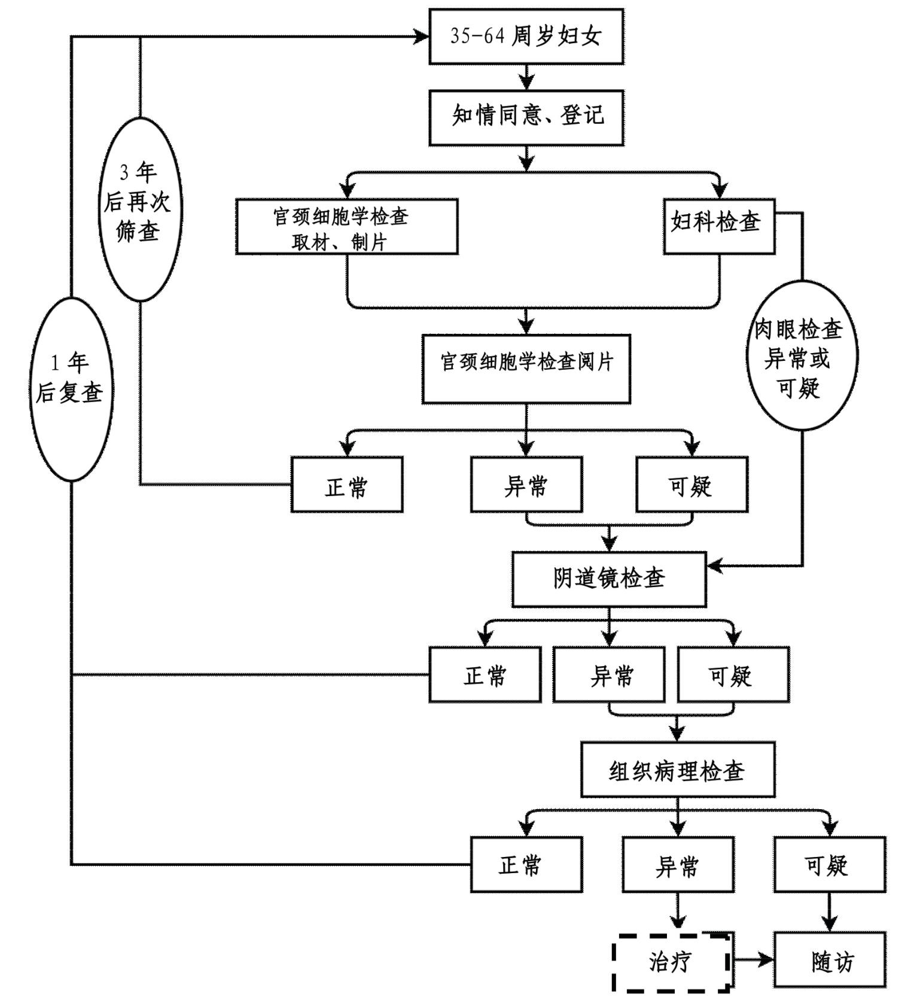 35-64 周岁妇女
知情同意、登记
3 年
后再次
筛查
宫颈细胞学检查
取材、制片
妇科检查
1 年
后复查
肉眼检查
异常或
可疑
宫颈细胞学检查阅片
正常
异常
可疑
阴道镜检查
正常
异常
可疑
组织病理检查
正常
异常
可疑
治疗
随访